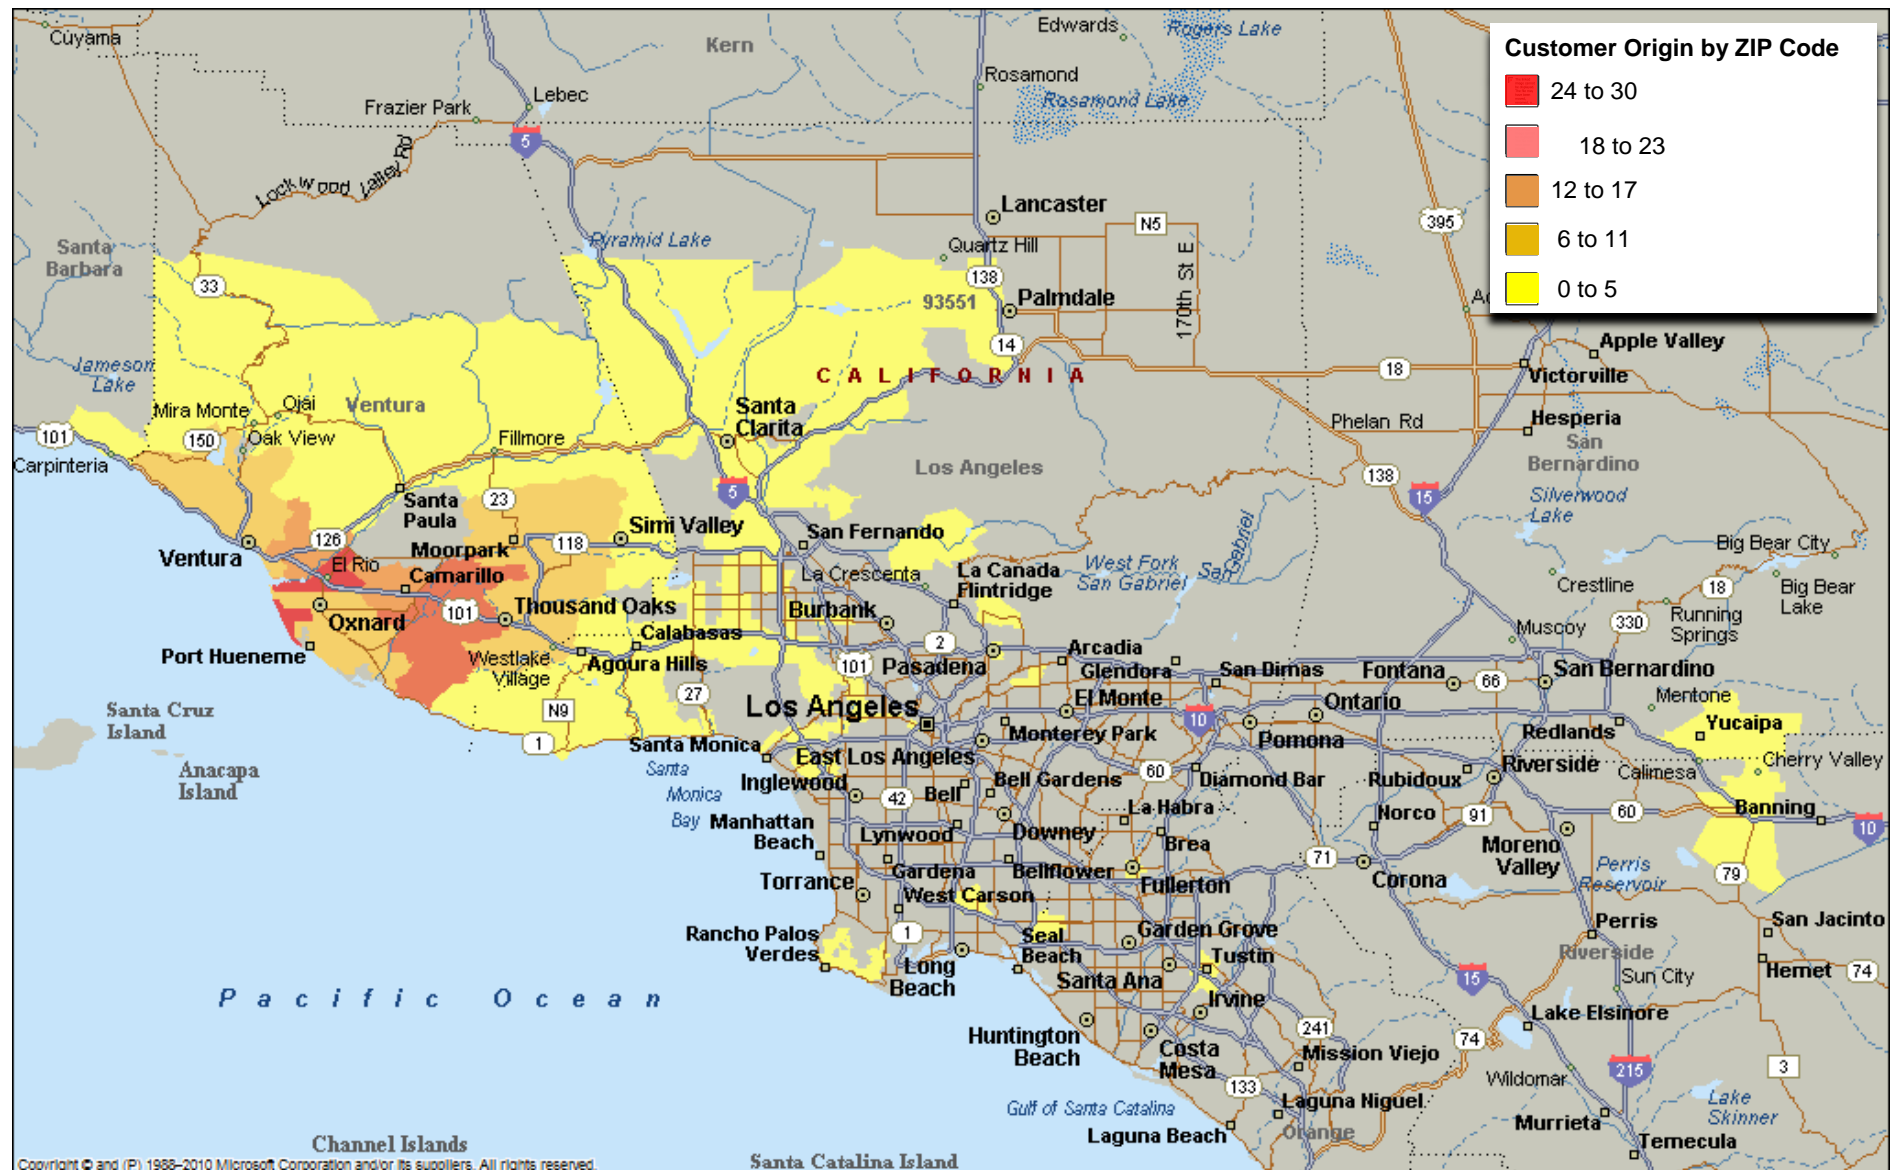 Customer Origin by ZIP Code
24 to 30
18 to 23
12 to 17
6 to 11
0 to 5
Cuyama
Kern
Edwards
Rogers Lake
Rosamond
Rosamond Lake
Lebec
Frazier Park
5
Lockwood Valley Rd
Lancaster
N5
395
Santa
Barbara
Pyramid Lake
Quartz Hill
170th St E
33
138
93551
Palmdale
14
Apple Valley
Jameson
Lake
CALIFORNIA
18
Victorville
Mira Monte
Ojai
Ventura
Santa
Clarita
Phelan Rd
Hesperia
101
150
Oak View
Fillmore
San
Bernardino
Carpinteria
Los Angeles
138
Santa
Paula
23
5
15
Silverwood
Lake
Simi Valley
San Fernando
San Gabriel
126
118
Ventura
Moorpark
Big Bear City
El Rio
Camarillo
La Crescenta
La Canada
Flintridge
West Fork
San Gabriel
Crestline
18
Big Bear
Lake
Oxnard
101
Thousand Oaks
Burbank
330
Running
Springs
Port Hueneme
Calabasas
2
Muscoy
Westlake
Village
Agoura Hills
101
Pasadena
Arcadia
Glendora
San Dimas
Fontana
66
San Bernardino
27
El Monte
Ontario
Mentone
Santa Cruz
Island
N9
Los Angeles
10
Yucaipa
1
Santa Monica
East Los Angeles
Monterey Park
Pomona
Redlands
Anacapa
Island
Santa
Monica
Bay
Inglewood
Bell
Bell Gardens
60
Diamond Bar
Rubidoux
Riverside
Calimesa
Cherry Valley
42
La Habra
Norco
91
60
Banning
10
Manhattan
Beach
Lynwood
Downey
Brea
71
Moreno
Valley
Perris
Reservoir
Torrance
Gardena
Bellflower
Fullerton
Corona
79
West Carson
Rancho Palos
Verdes
1
Seal
Beach
Garden Grove
Perris
San Jacinto
Long
Beach
Santa Ana
Tustin
Riverside
Sun City
Hemet
74
Pacific Ocean
Irvine
15
Huntington
Beach
Costa
Mesa
241
74
Lake Elsinore
Mission Viejo
133
Wildomar
215
3
Gulf of Santa Catalina
Laguna Niguel
Lake
Skinner
Laguna Beach
Orange
Murrieta
Temecula
Channel Islands
Santa Catalina Island
Copyright © and (P) 1988–2010 Microsoft Corporation and/or its suppliers. All rights reserved.